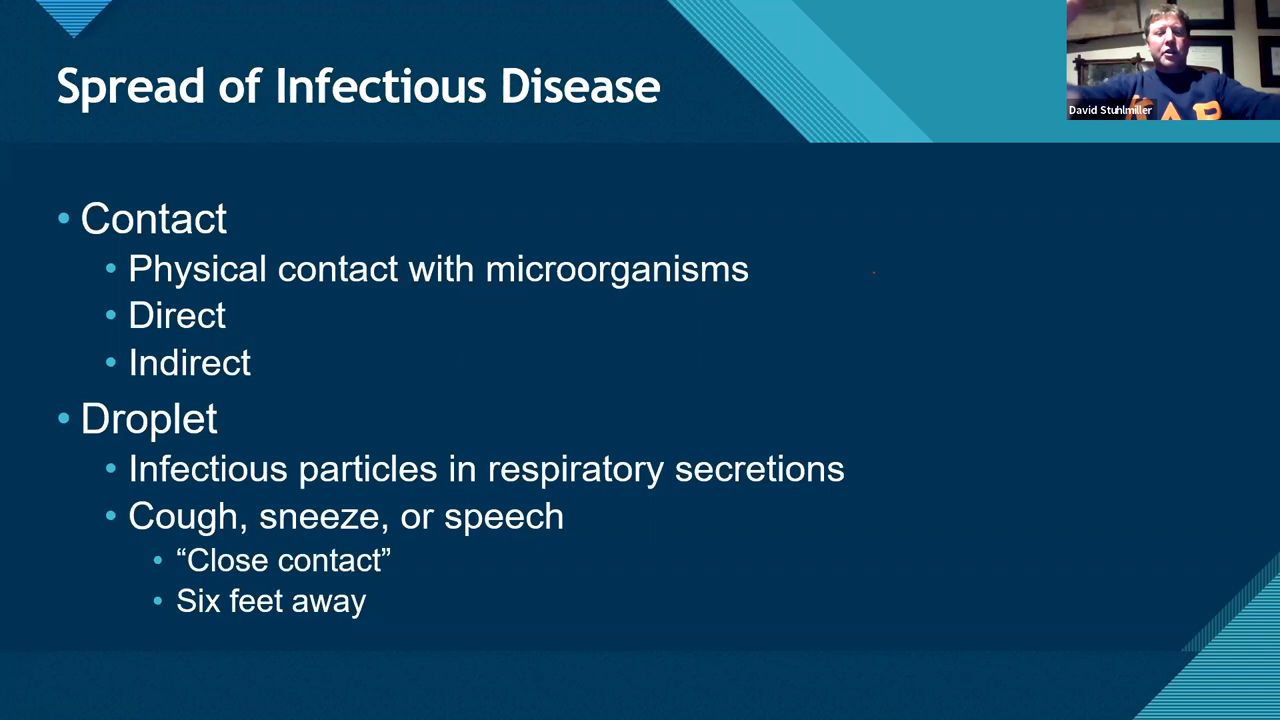 Spread of Infectious Disease
David Stuhlmiller
• Contact
• Physical contact with microorganisms
• Direct
• Indirect
• Droplet
• Infectious particles in respiratory secretions
• Cough, sneeze, or speech
• “Close contact”
• Six feet away